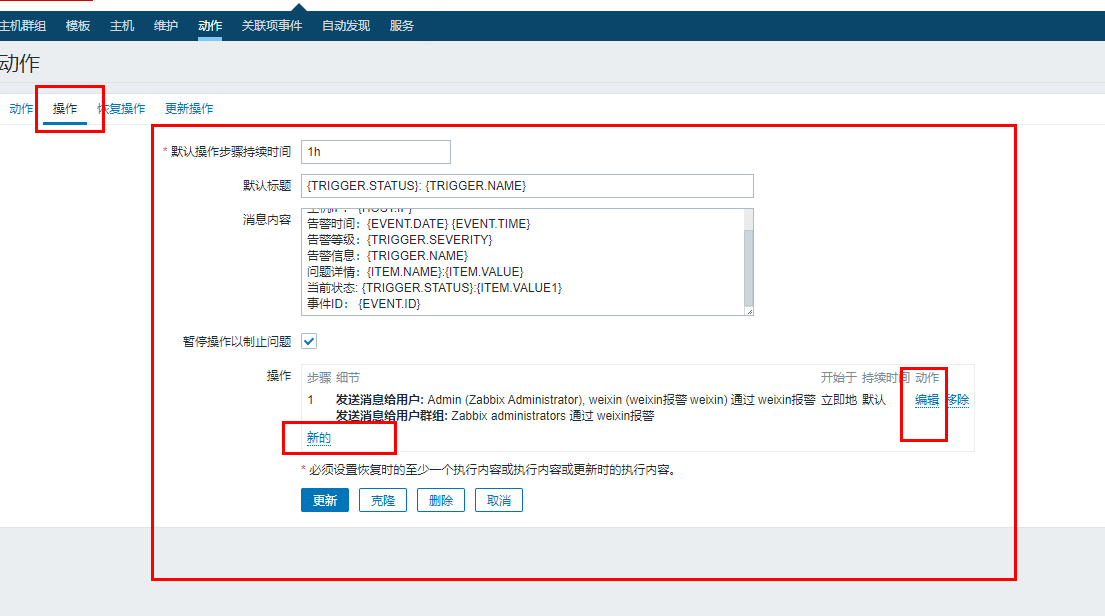 主机群组 模板 主机 维护 动作 关联项事件 自动发现 服务
动作
动作 操作 恢复操作 更新操作
* 默认操作步骤持续时间 1h
默认标题 {TRIGGER.STATUS}: {TRIGGER.NAME}
消息内容 主机IP: {HOST.IP}
告警时间：{EVENT.DATE} {EVENT.TIME}
告警等级：{TRIGGER.SEVERITY}
告警信息：{TRIGGER.NAME}
问题详情：{ITEM.NAME}:{ITEM.VALUE}
当前状态: {TRIGGER.STATUS}:{ITEM.VALUE1}
事件ID： {EVENT.ID}
暂停操作以制止问题
操作 步骤 细节 开始于 持续时间 动作
1 发送消息给用户: Admin (Zabbix Administrator), weixin (weixin报警 weixin) 通过 weixin报警 立即地 默认 编辑 移除
发送消息给用户群组: Zabbix administrators 通过 weixin报警
新的
* 必须设置恢复时的至少一个执行内容或执行内容或更新时的执行内容。
更新 克隆 删除 取消